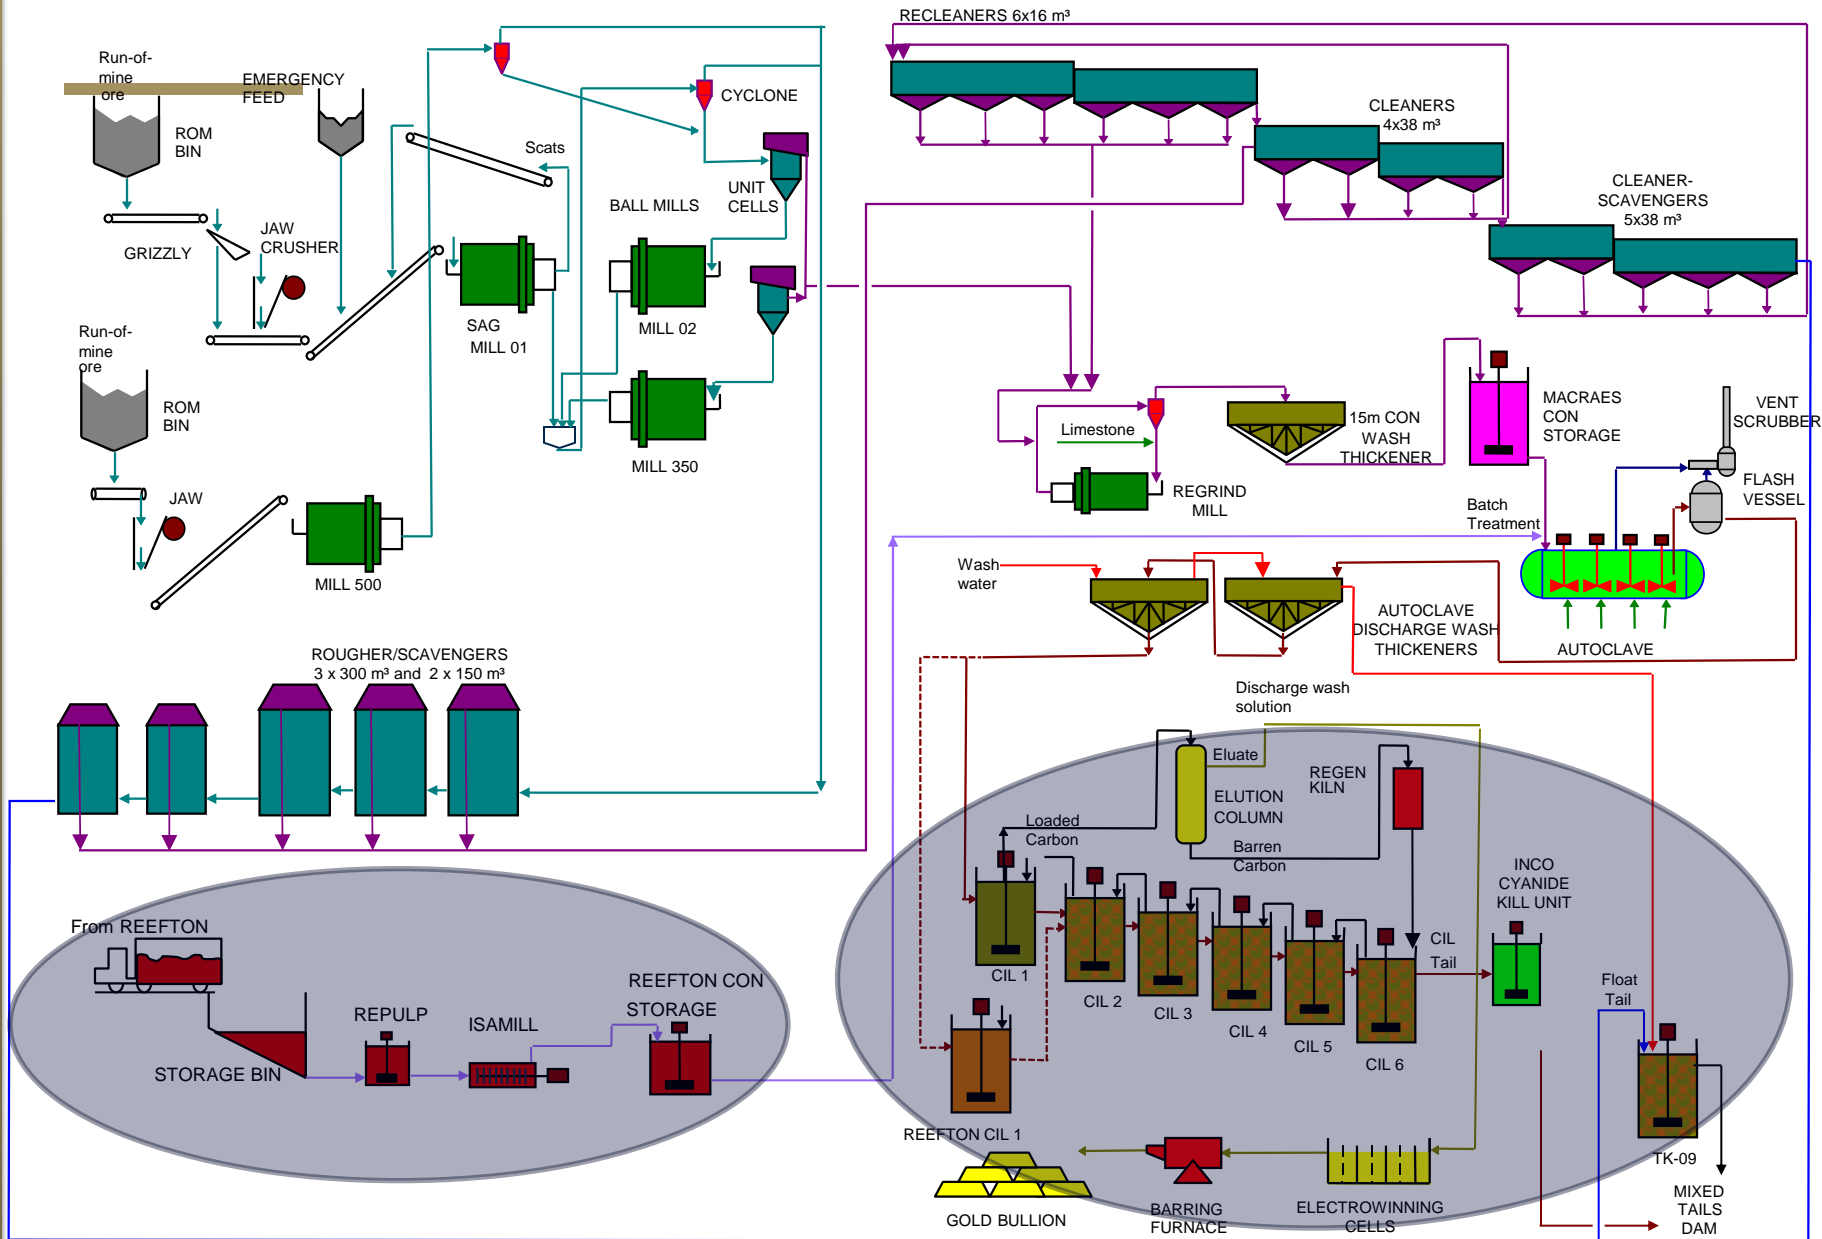 RECLEANERS 6x16 m³
Run-of-
mine
ore
EMERGENCY
FEED
ROM
BIN
CYCLONE
Scats
CLEANERS
4x38 m³
UNIT
CELLS
BALL MILLS
CLEANER-
SCAVENGERS
5x38 m³
GRIZZLY
JAW
CRUSHER
SAG
MILL 01
MILL 02
Run-of-
mine
ore
ROM
BIN
MILL 350
Limestone
15m CON
WASH
THICKENER
MACRAES
CON
STORAGE
VENT
SCRUBBER
FLASH
VESSEL
REGRIND
MILL
Batch
Treatment
JAW
MILL 500
Wash
water
AUTOCLAVE
DISCHARGE WASH
THICKENERS
AUTOCLAVE
ROUGHER/SCAVENGERS
3 x 300 m³ and 2 x 150 m³
Discharge wash
solution
Eluate
ELUTION
COLUMN
REGEN
KILN
Loaded
Carbon
Barren
Carbon
INCO
CYANIDE
KILL UNIT
CIL
Tail
CIL 1
CIL 2
CIL 3
CIL 4
CIL 5
CIL 6
Float
Tail
From REEFTON
REPULP
ISAMILL
REEFTON CON
STORAGE
STORAGE BIN
REEFTON CIL 1
TK-09
MIXED
TAILS
DAM
GOLD BULLION
BARRING
FURNACE
ELECTROWINNING
CELLS